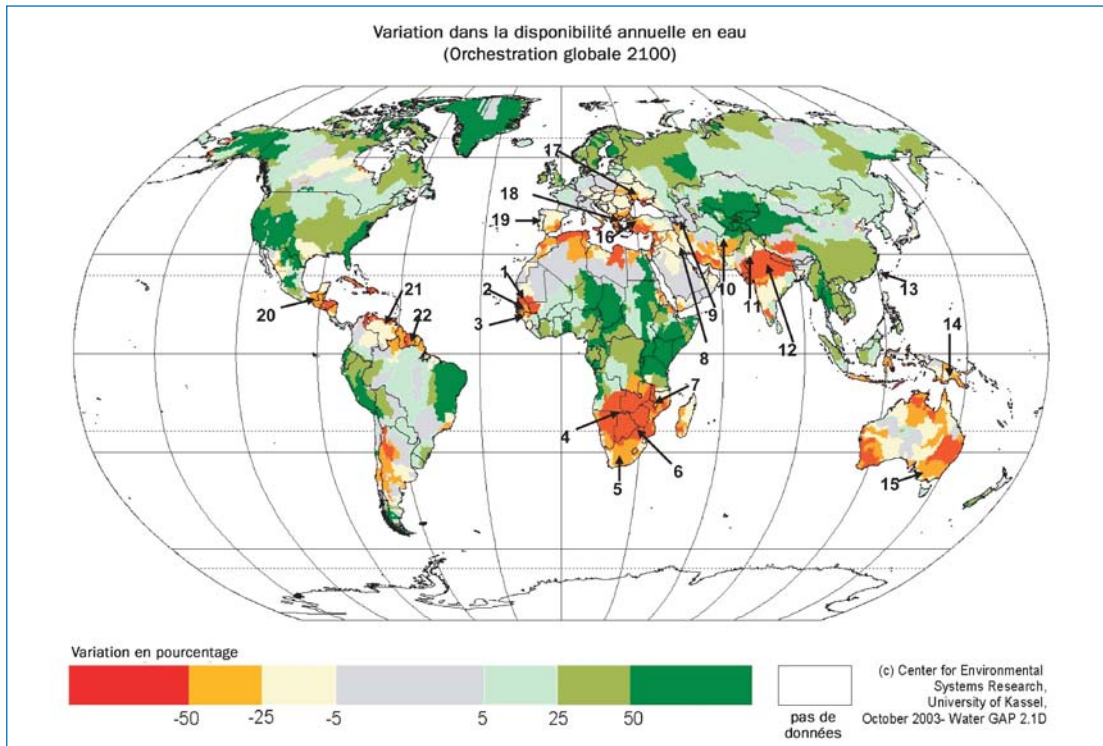 Variation dans la disponibilité annuelle en eau
(Orchestration globale 2100)
17
18
19
16
1
2
3
10
11
9
12
13
8
14
20
21
22
7
4
6
5
15
Variation en pourcentage
-50 -25 -5 5 25 50
pas de
données
(c) Center for Environmental
Systems Research,
University of Kassel,
October 2003- Water GAP 2.1D